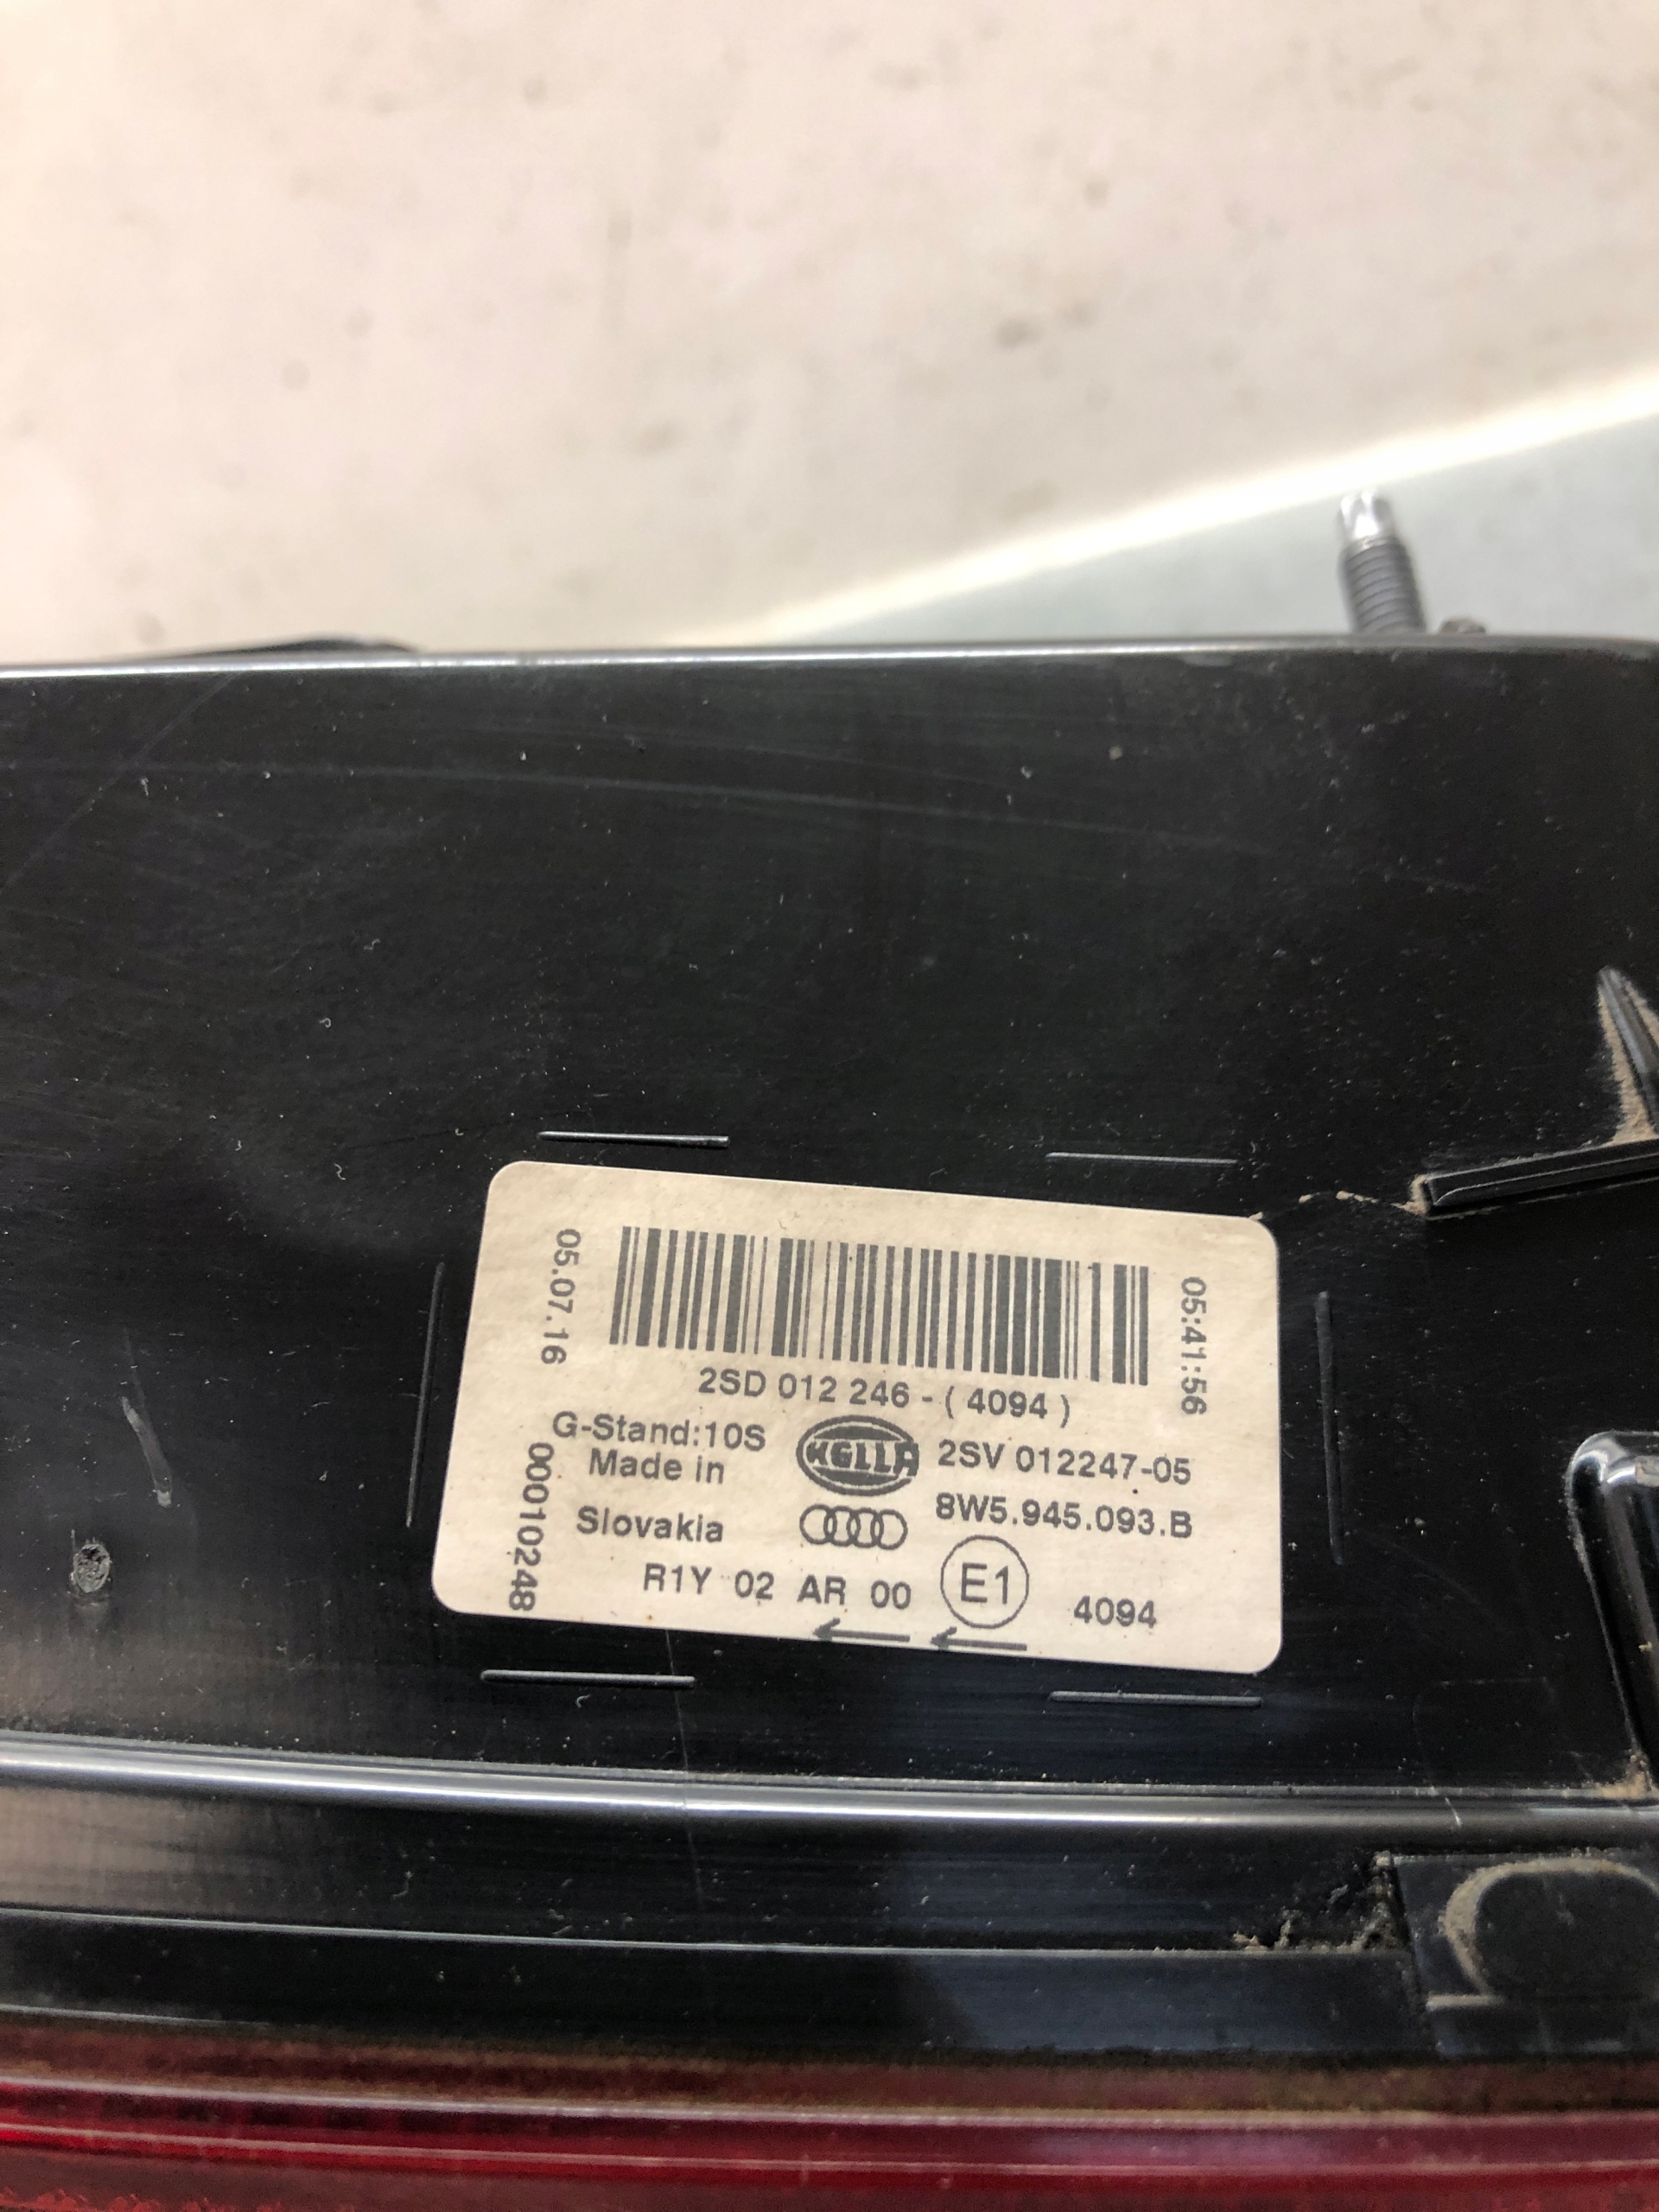 05.07.16
05:41:56
2SD 012 246 - ( 4094 )
G-Stand:10S
Made in
Slovakia
00010248
HELLA
2SV 012247-05
8W5.945.093.B
R1Y 02 AR 00 E1 4094